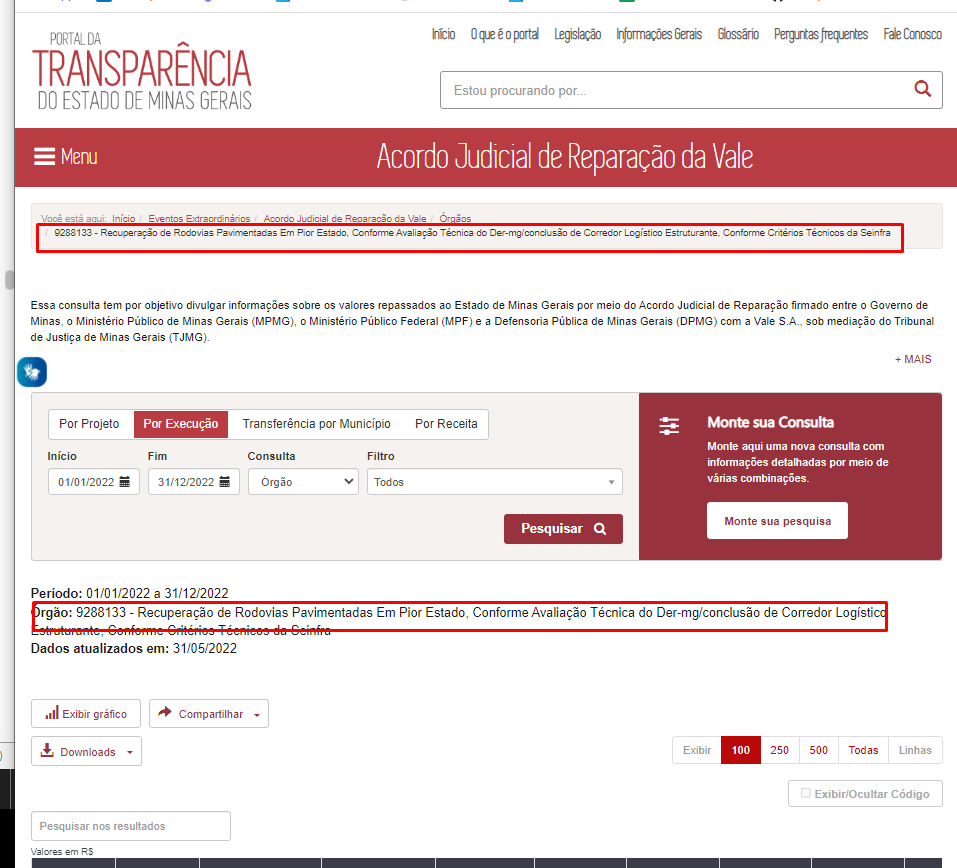 Início O que é o portal Legislação Informações Gerais Glossário Perguntas frequentes Fale Conosco
PORTAL DA
TRANSPARÊNCIA
DO ESTADO DE MINAS GERAIS
Estou procurando por...
Menu
Acordo Judicial de Reparação da Vale
Você está aqui: Início / Eventos Extraordinários / Acordo Judicial de Reparação da Vale / Órgãos
/ 9288133 - Recuperação de Rodovias Pavimentadas Em Pior Estado, Conforme Avaliação Técnica do Der-mg/conclusão de Corredor Logístico Estruturante, Conforme Critérios Técnicos da Seinfra
Essa consulta tem por objetivo divulgar informações sobre os valores repassados ao Estado de Minas Gerais por meio do Acordo Judicial de Reparação firmado entre o Governo de
Minas, o Ministério Público de Minas Gerais (MPMG), o Ministério Público Federal (MPF) e a Defensoria Pública de Minas Gerais (DPMG) com a Vale S.A., sob mediação do Tribunal
de Justiça de Minas Gerais (TJMG).
+ MAIS
Por Projeto Por Execução Transferência por Município Por Receita
Início Fim Consulta Filtro
01/01/2022 31/12/2022 Órgão Todos
Pesquisar
Monte sua Consulta
Monte aqui uma nova consulta com
informações detalhadas por meio de
várias combinações.
Monte sua pesquisa
Período: 01/01/2022 a 31/12/2022
Órgão: 9288133 - Recuperação de Rodovias Pavimentadas Em Pior Estado, Conforme Avaliação Técnica do Der-mg/conclusão de Corredor Logístico
Estruturante, Conforme Critérios Técnicos da Seinfra
Dados atualizados em: 31/05/2022
Exibir gráfico Compartilhar
Downloads
Exibir 100 250 500 Todas Linhas
Exibir/Ocultar Código
Pesquisar nos resultados
Valores em R$